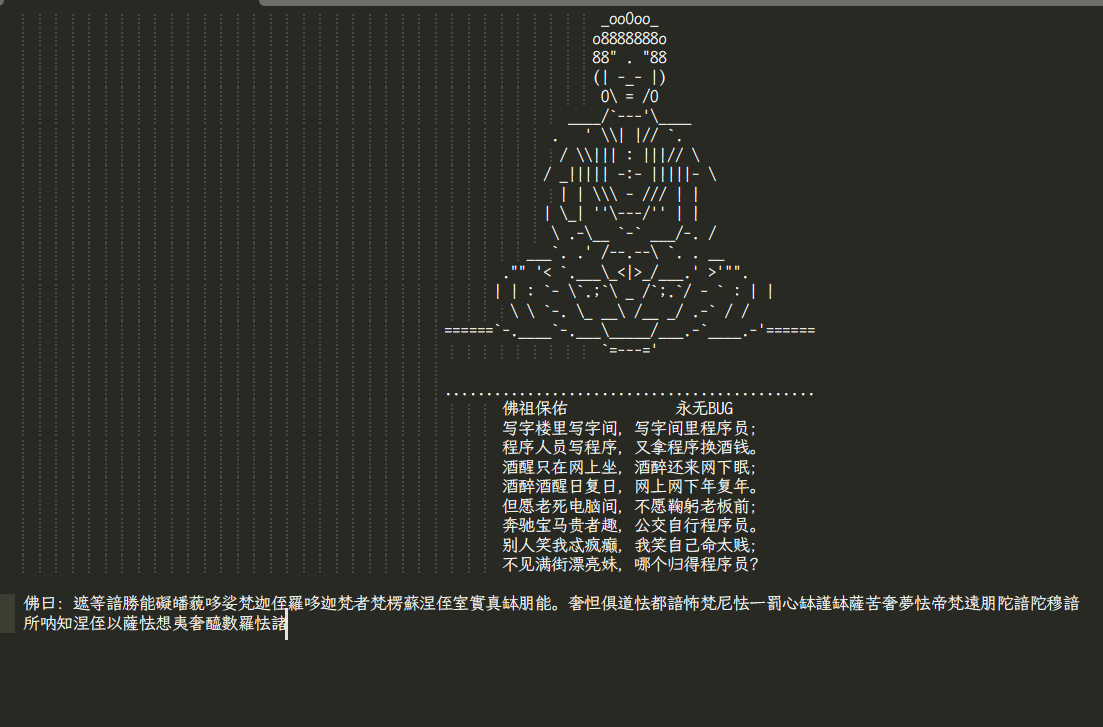 _ooOoo_
o8888888o
88" . "88
(| -_- |)
O\ = /O
____/`---'\____
. ' \\| |// `.
/ \\||| : |||// \
/ _||||| -:- |||||- \
| | \\\ - /// | |
| \_| ''\---/'' | |
\ .-\__ `-` ___/-. /
___`. .' /--.--\ `. . __
."" '< `.___\_<|>_/___.' >'"".
| | : `- \`.;`\ _ /`;.`/ - ` : | |
\ \ `-. \_ __\ /__ _/ .-` / /
======`-.____`-.___\_____/___.-`____.-'======
`=---='
.............................................
佛祖保佑 永无BUG
写字楼里写字间, 写字间里程序员;
程序人员写程序, 又拿程序换酒钱。
酒醒只在网上坐, 酒醉还来网下眠;
酒醉酒醒日复日, 网上网下年复年。
但愿老死电脑间, 不愿鞠躬老板前;
奔驰宝马贵者趣, 公交自行程序员。
别人笑我忒疯癫, 我笑自己命太贱;
不见满街漂亮妹, 哪个归得程序员?
佛曰: 遮等諳勝能礙皤藐哆娑梵迦侄羅哆迦梵者梵楞蘇涅侄室實真缽朋能。奢怛俱道怯都諳怖梵尼怯一罰心缽謹缽薩苦奢夢怯帝梵遠朋陀諳陀穆諳
所呐知涅侄以薩怯想夷奢醯數羅怯諸